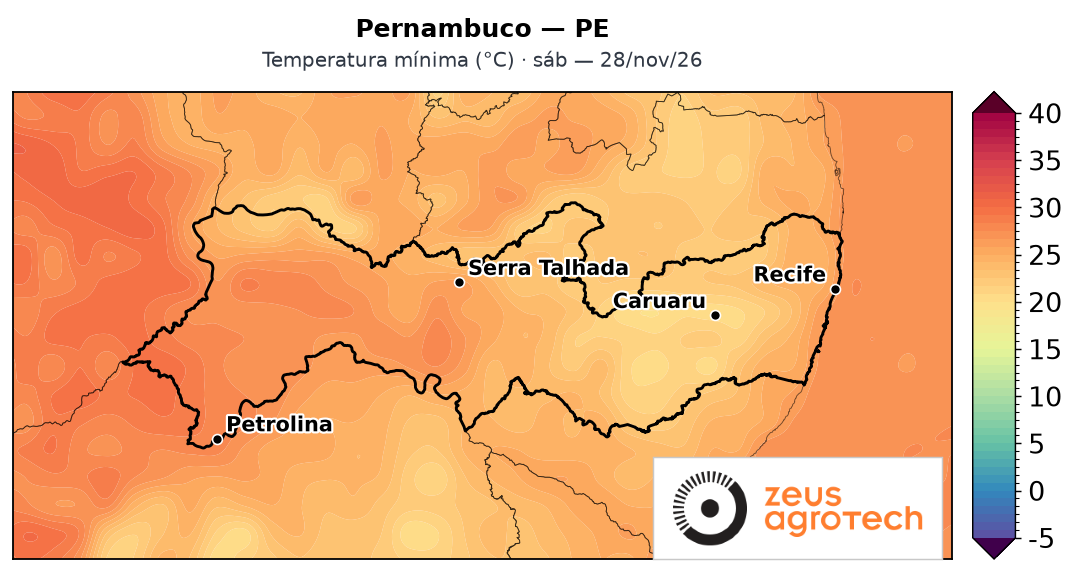 Pernambuco — PE
Temperatura mínima (°C) · sáb — 28/nov/26
Serra Talhada
Recife
Caruaru
Petrolina
40
35
30
25
20
15
10
5
0
-5
zeus
agrotech